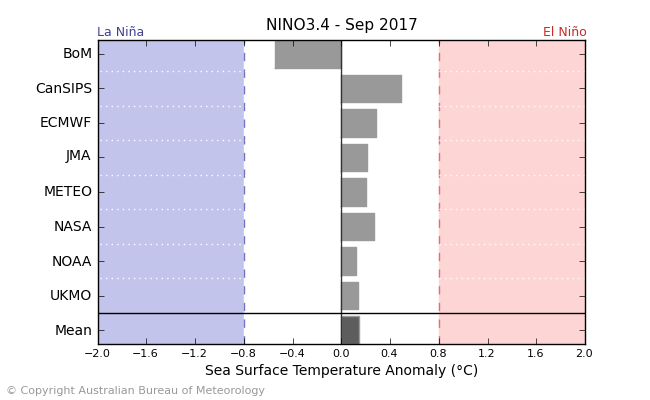 NINO3.4 - Sep 2017
La Niña
El Niño
BoM
CanSIPS
ECMWF
JMA
METEO
NASA
NOAA
UKMO
Mean
−2.0 −1.6 −1.2 −0.8 −0.4 0.0 0.4 0.8 1.2 1.6 2.0
Sea Surface Temperature Anomaly (°C)
© Copyright Australian Bureau of Meteorology